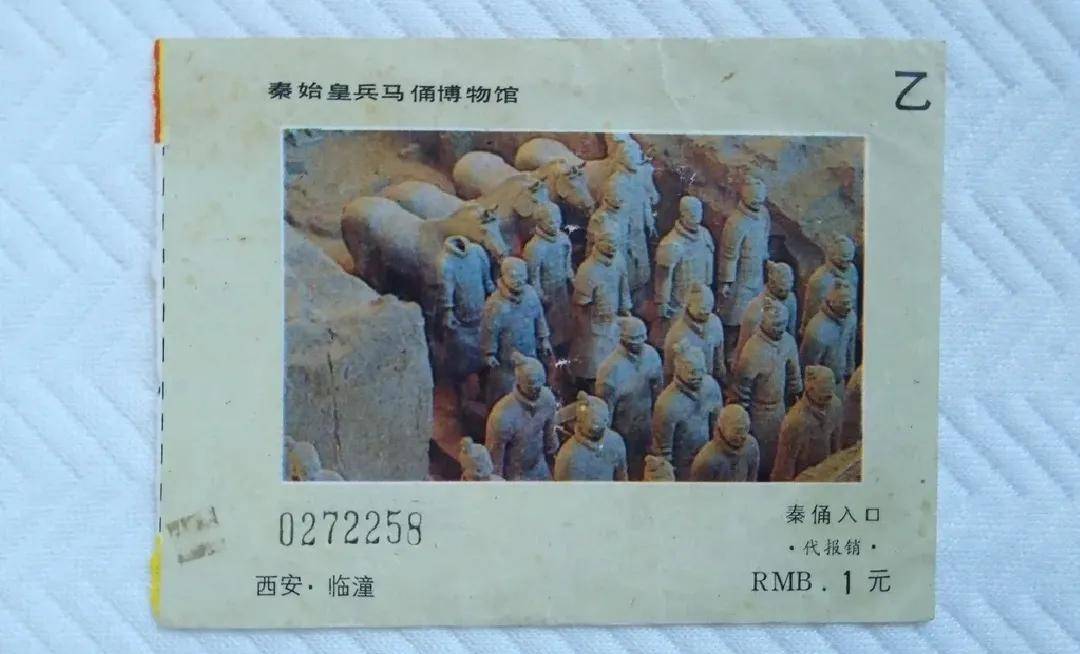 秦始皇兵马俑博物馆
乙
0272258
秦俑入口
·代报销·
西安·临潼
RMB.1元